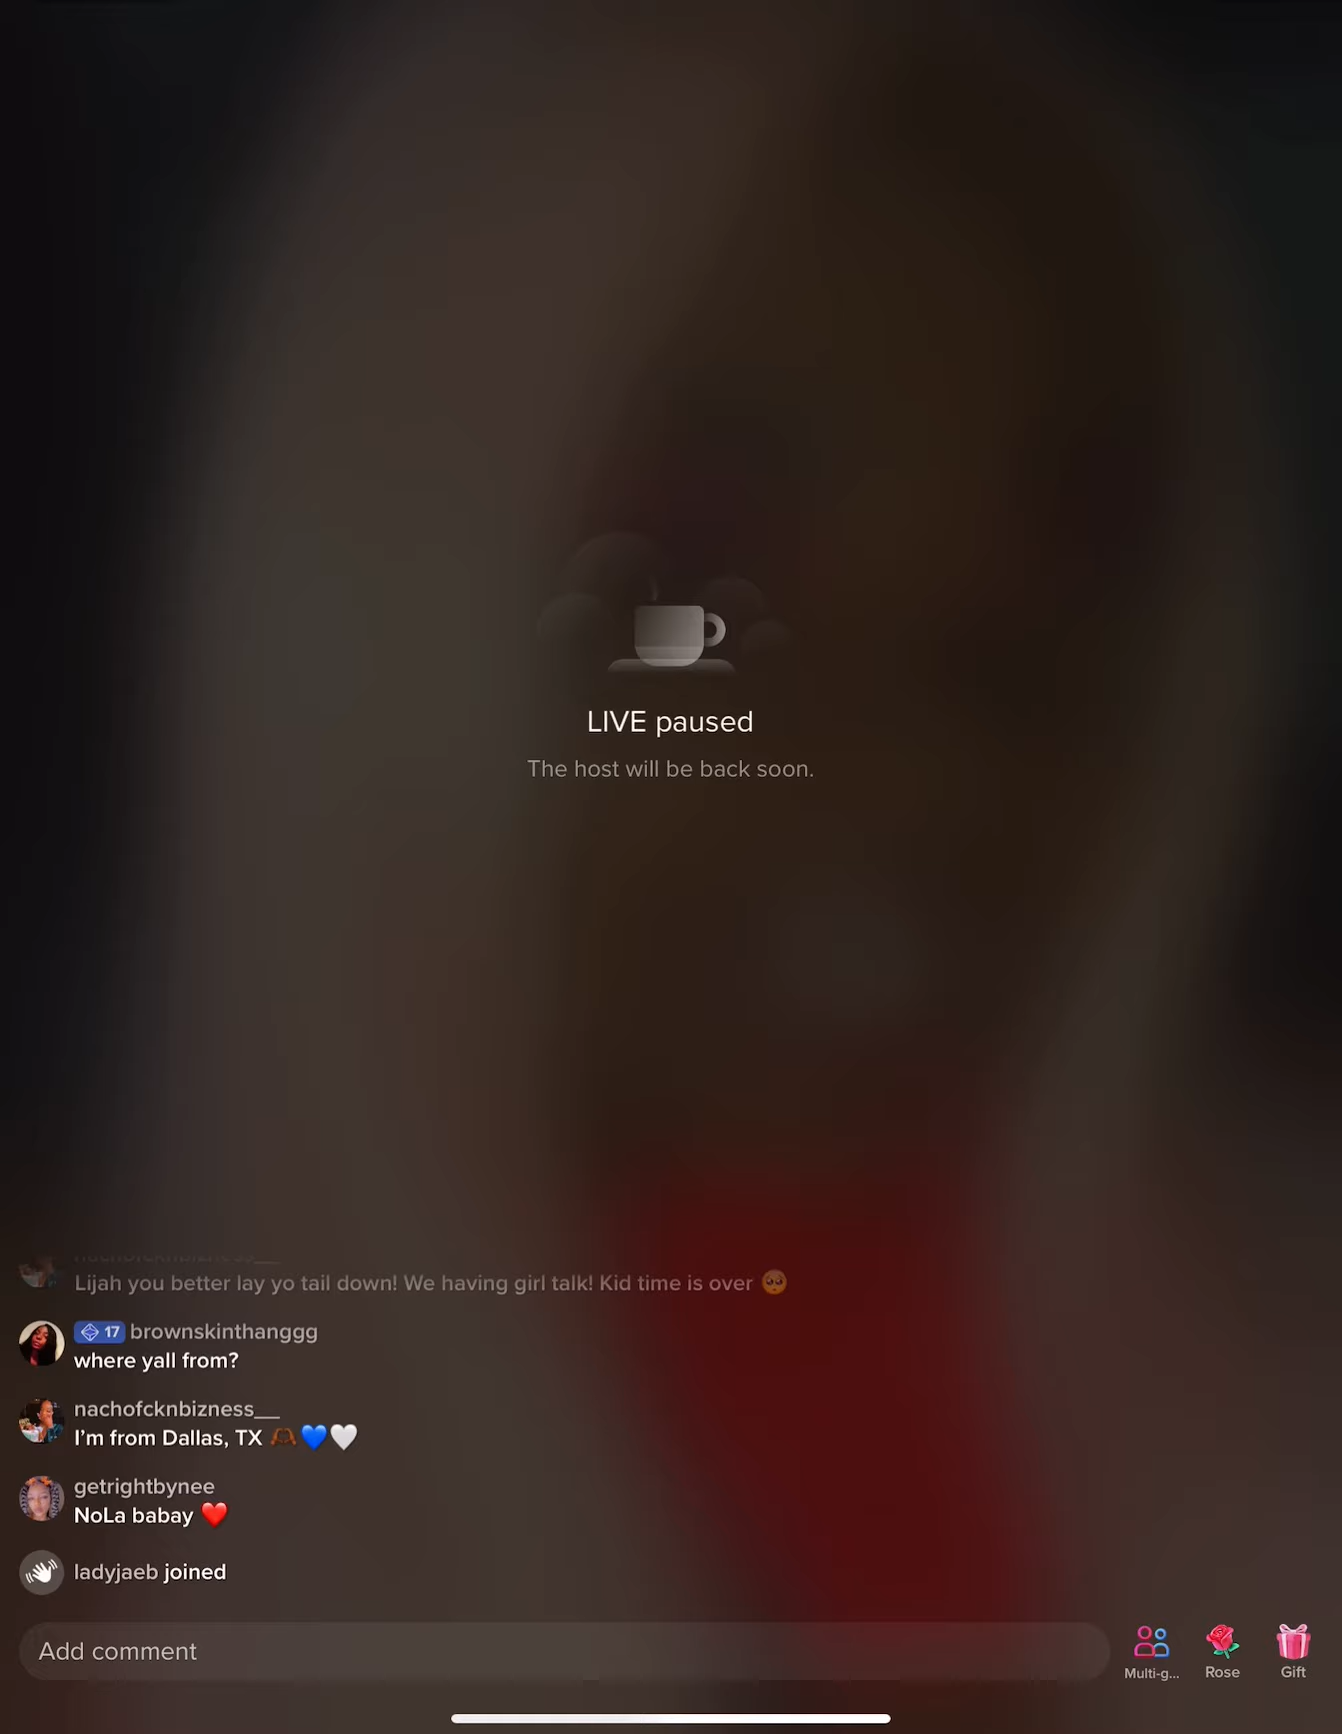 LIVE paused
The host will be back soon.
nachofcknbizness__
Lijah you better lay yo tail down! We having girl talk! Kid time is over 🥺
17 brownskinthanggg
where yall from?
nachofcknbizness__
I'm from Dallas, TX 🫶🏾💙🤍
getrightbynee
NoLa babay ❤️
ladyjaeb joined
Add comment
Multi-g...
Rose
Gift